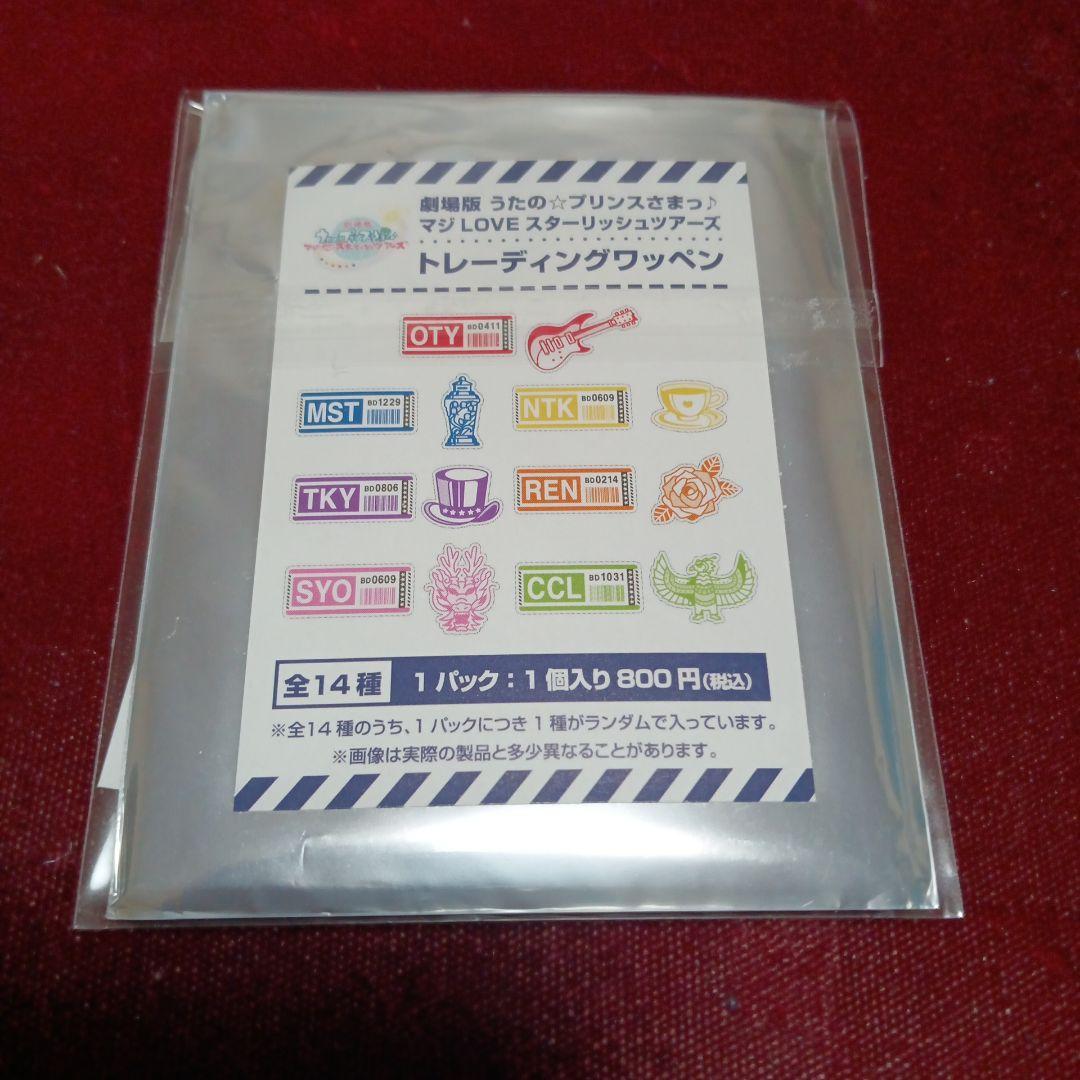 劇場版 うたの☆プリンスさまっ♪
マジLOVEスターリッシュツアーズ
トレーディングワッペン
OTY BD0411
MST BD1229
NTK BD0609
TKY BD0806
REN BD0214
SYO BD0609
CCL BD1031
全14種 1パック:1個入り800円(税込)
※全14種のうち、1パックにつき1種がランダムで入っています。
※画像は実際の製品と多少異なることがあります。